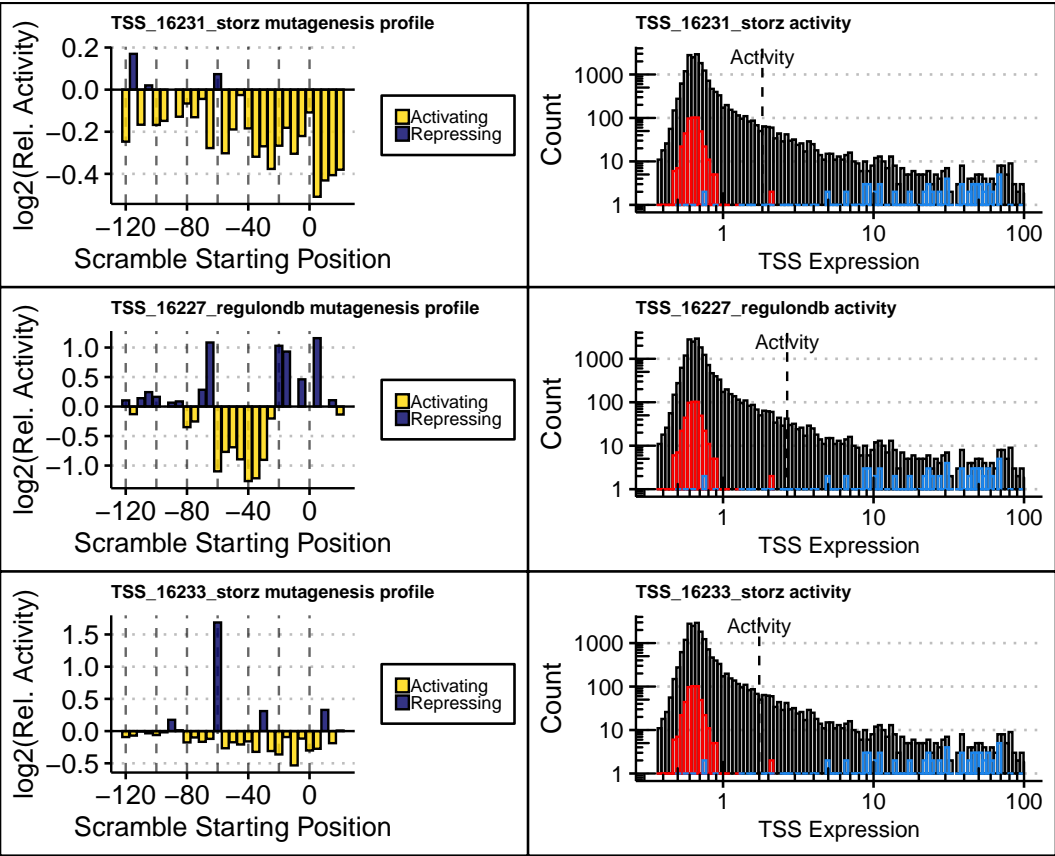 TSS_16231_storz mutagenesis profile
log2(Rel. Activity)
0.2
0.0
−0.2
−0.4
−120 −80 −40 0
Scramble Starting Position
Activating
Repressing
TSS_16231_storz activity
Activity
Count
1000
100
10
1
1 10 100
TSS Expression
TSS_16227_regulondb mutagenesis profile
log2(Rel. Activity)
1.0
0.5
0.0
−0.5
−1.0
−120 −80 −40 0
Scramble Starting Position
Activating
Repressing
TSS_16227_regulondb activity
Activity
Count
1000
100
10
1
1 10 100
TSS Expression
TSS_16233_storz mutagenesis profile
log2(Rel. Activity)
1.5
1.0
0.5
0.0
−0.5
−120 −80 −40 0
Scramble Starting Position
Activating
Repressing
TSS_16233_storz activity
Activity
Count
1000
100
10
1
1 10 100
TSS Expression